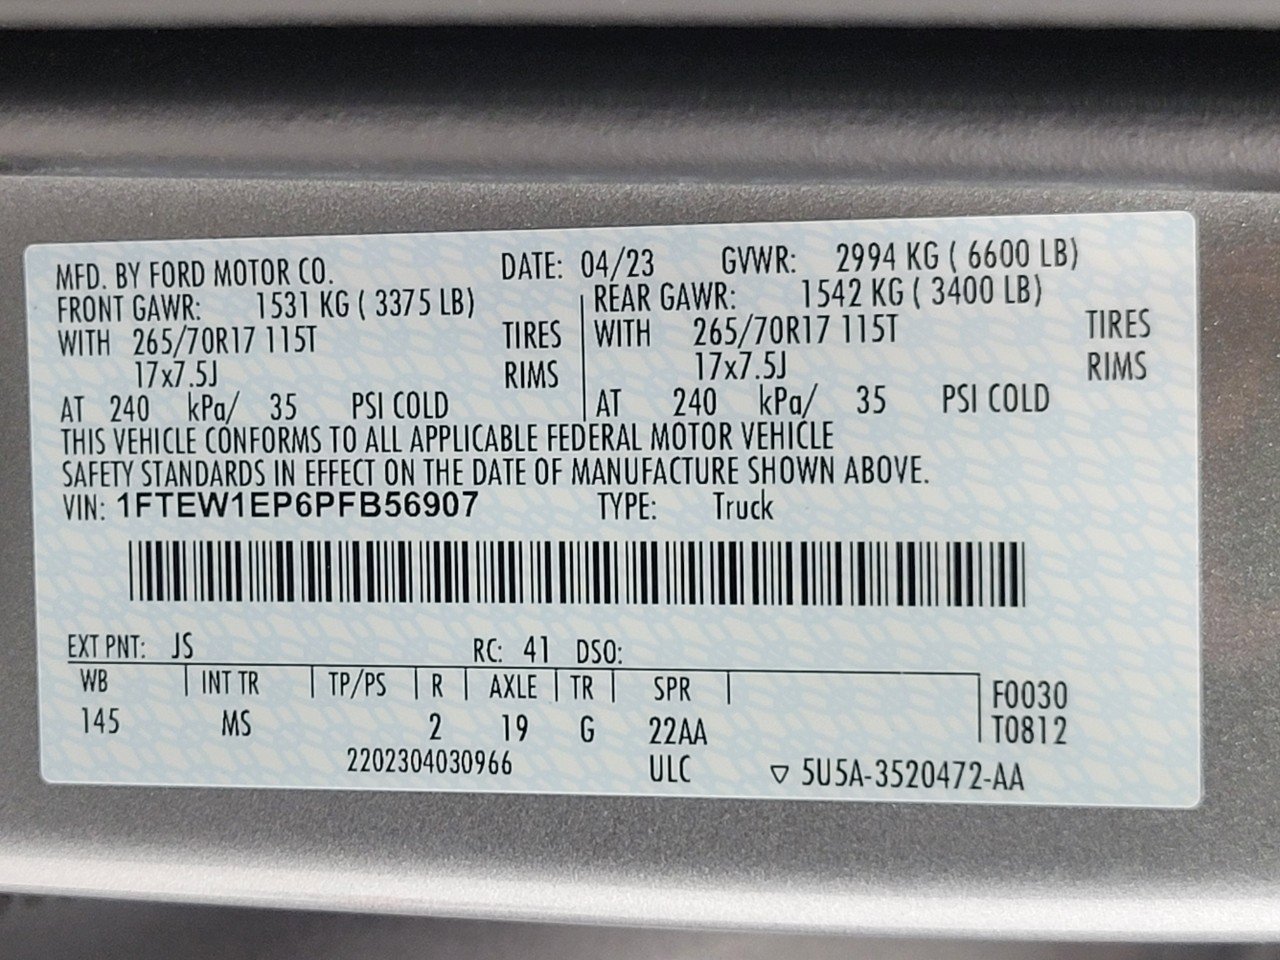 MFD. BY FORD MOTOR CO. DATE: 04/23 GVWR: 2994 KG ( 6600 LB)
FRONT GAWR: 1531 KG ( 3375 LB) REAR GAWR: 1542 KG ( 3400 LB)
WITH 265/70R17 115T TIRES WITH 265/70R17 115T TIRES
17x7.5J RIMS 17x7.5J RIMS
AT 240 kPa/ 35 PSI COLD AT 240 kPa/ 35 PSI COLD
THIS VEHICLE CONFORMS TO ALL APPLICABLE FEDERAL MOTOR VEHICLE
SAFETY STANDARDS IN EFFECT ON THE DATE OF MANUFACTURE SHOWN ABOVE.
VIN: 1FTEW1EP6PFB56907 TYPE: Truck
EXT PNT: JS RC: 41 DSO:
WB INT TR TP/PS R AXLE TR SPR F0030
145 MS 2 19 G 22AA T0812
2202304030966 ULC ▽ 5U5A-3520472-AA